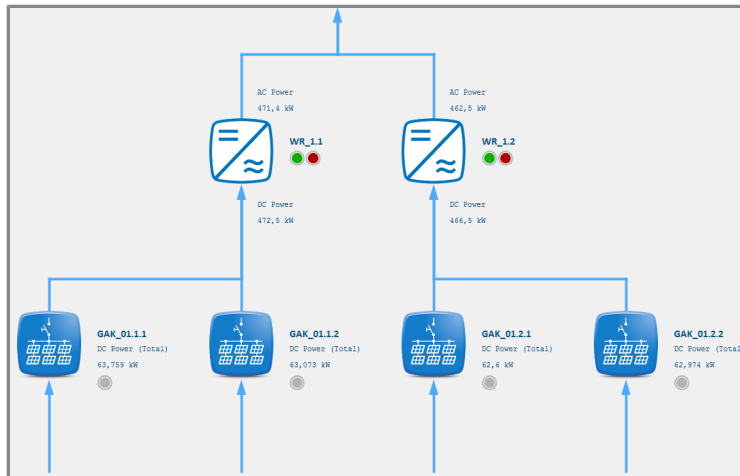 AC Power
471,4 kW
WR_1.1
DC Power
472,5 kW
AC Power
462,5 kW
WR_1.2
DC Power
466,5 kW
GAK_01.1.1
DC Power (Total)
63,759 kW
GAK_01.1.2
DC Power (Total)
63,073 kW
GAK_01.2.1
DC Power (Total)
62,6 kW
GAK_01.2.2
DC Power (Total)
62,974 kW